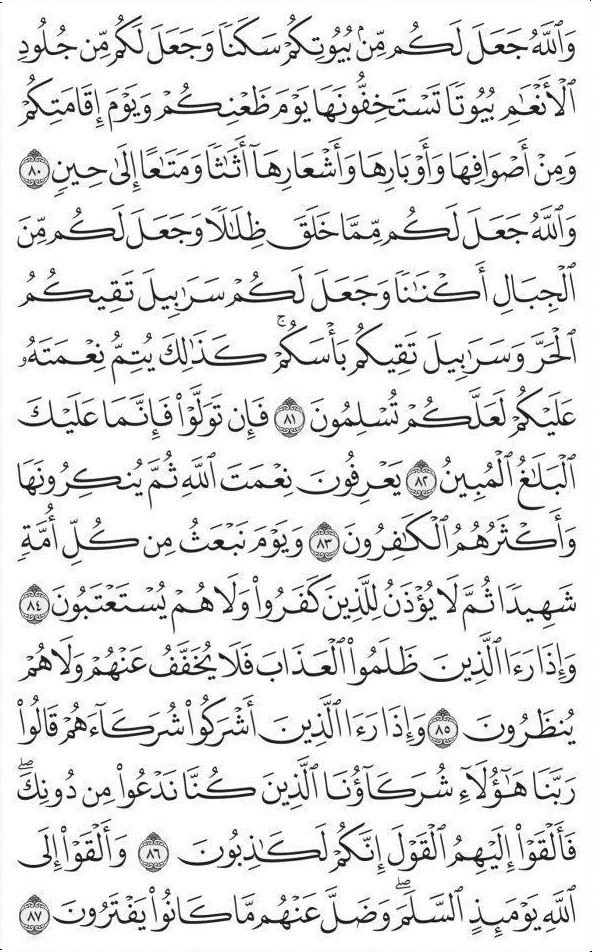 وَٱللَّهُ جَعَلَ لَكُم مِّنۢ بُيُوتِكُمْ سَكَنًا وَجَعَلَ لَكُم مِّن جُلُودِ
ٱلْأَنْعَـٰمِ بُيُوتًا تَسْتَخِفُّونَهَا يَوْمَ ظَعْنِكُمْ وَيَوْمَ إِقَامَتِكُمْ
وَمِنْ أَصْوَافِهَا وَأَوْبَارِهَا وَأَشْعَارِهَآ أَثَـٰثًا وَمَتَـٰعًا إِلَىٰ حِينٍ ٨٠
وَٱللَّهُ جَعَلَ لَكُم مِّمَّا خَلَقَ ظِلَـٰلًا وَجَعَلَ لَكُم مِّنَ
ٱلْجِبَالِ أَكْنَـٰنًا وَجَعَلَ لَكُمْ سَرَٰبِيلَ تَقِيكُمُ
ٱلْحَرَّ وَسَرَٰبِيلَ تَقِيكُم بَأْسَكُمْ ۚ كَذَٰلِكَ يُتِمُّ نِعْمَتَهُۥ
عَلَيْكُمْ لَعَلَّكُمْ تُسْلِمُونَ ٨١ فَإِن تَوَلَّوْا۟ فَإِنَّمَا عَلَيْكَ
ٱلْبَلَـٰغُ ٱلْمُبِينُ ٨٢ يَعْرِفُونَ نِعْمَتَ ٱللَّهِ ثُمَّ يُنكِرُونَهَا
وَأَكْثَرُهُمُ ٱلْكَـٰفِرُونَ ٨٣ وَيَوْمَ نَبْعَثُ مِن كُلِّ أُمَّةٍ
شَهِيدًا ثُمَّ لَا يُؤْذَنُ لِلَّذِينَ كَفَرُوا۟ وَلَا هُمْ يُسْتَعْتَبُونَ ٨٤
وَإِذَا رَءَا ٱلَّذِينَ ظَلَمُوا۟ ٱلْعَذَابَ فَلَا يُخَفَّفُ عَنْهُمْ وَلَا هُمْ
يُنظَرُونَ ٨٥ وَإِذَا رَءَا ٱلَّذِينَ أَشْرَكُوا۟ شُرَكَآءَهُمْ قَالُوا۟
رَبَّنَا هَـٰٓؤُلَآءِ شُرَكَآؤُنَا ٱلَّذِينَ كُنَّا نَدْعُوا۟ مِن دُونِكَ ۖ
فَأَلْقَوْا۟ إِلَيْهِمُ ٱلْقَوْلَ إِنَّكُمْ لَكَـٰذِبُونَ ٨٦ وَأَلْقَوْا۟ إِلَى
ٱللَّهِ يَوْمَئِذٍ ٱلسَّلَمَ ۖ وَضَلَّ عَنْهُم مَّا كَانُوا۟ يَفْتَرُونَ ٨٧